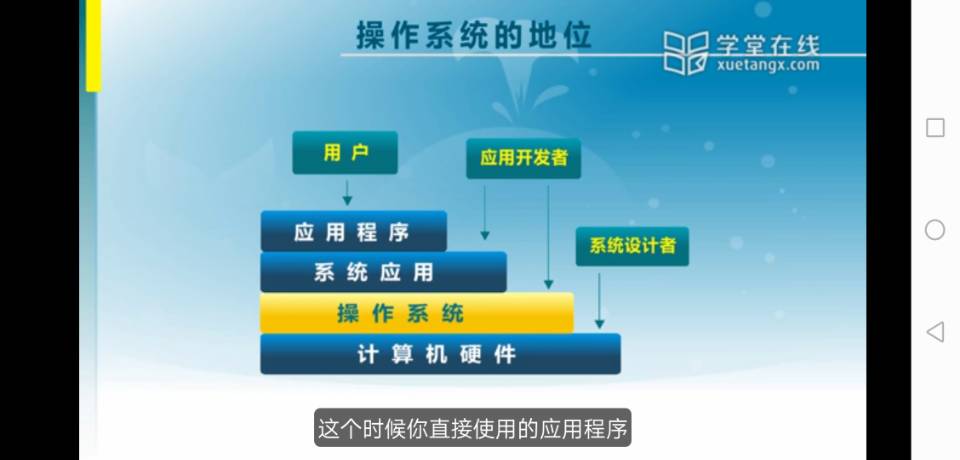 操作系统的地位
学堂在线
xuetangx.com
用户
应用开发者
应用程序
系统设计者
系统应用
操作系统
计算机硬件
这个时候你直接使用的应用程序